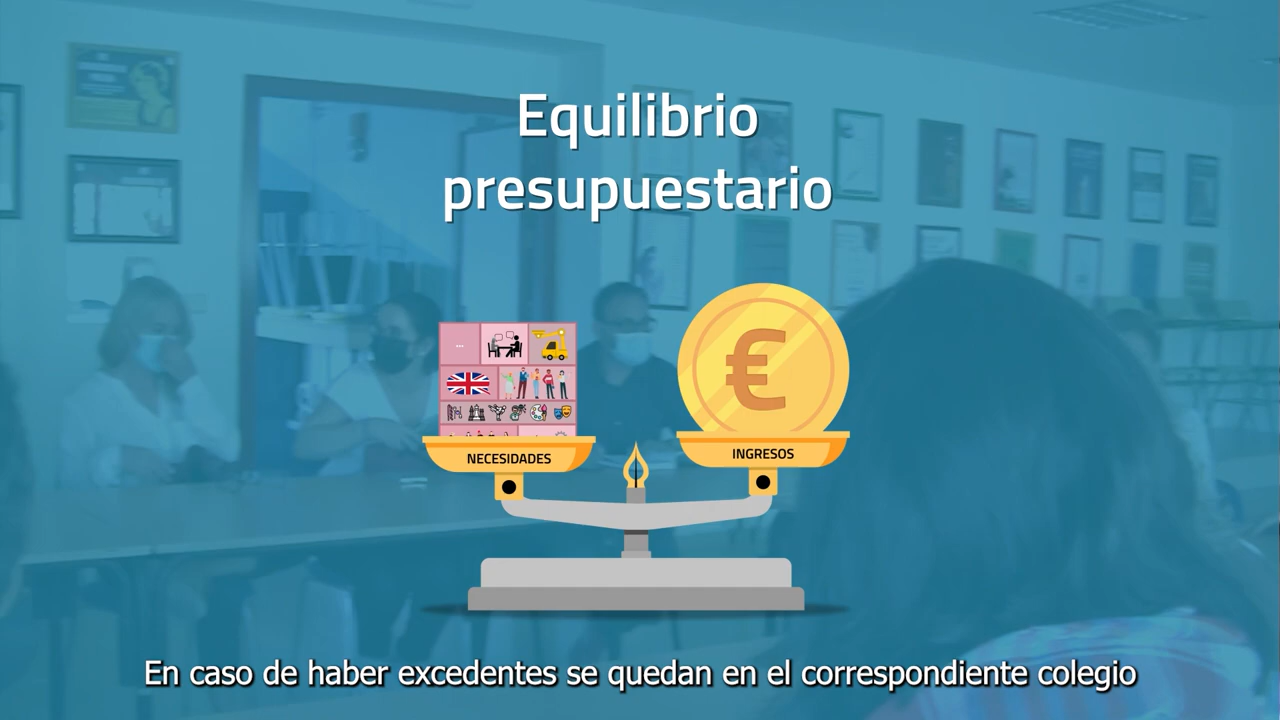 Equilibrio
presupuestario
...
€
NECESIDADES
INGRESOS
En caso de haber excedentes se quedan en el correspondiente colegio